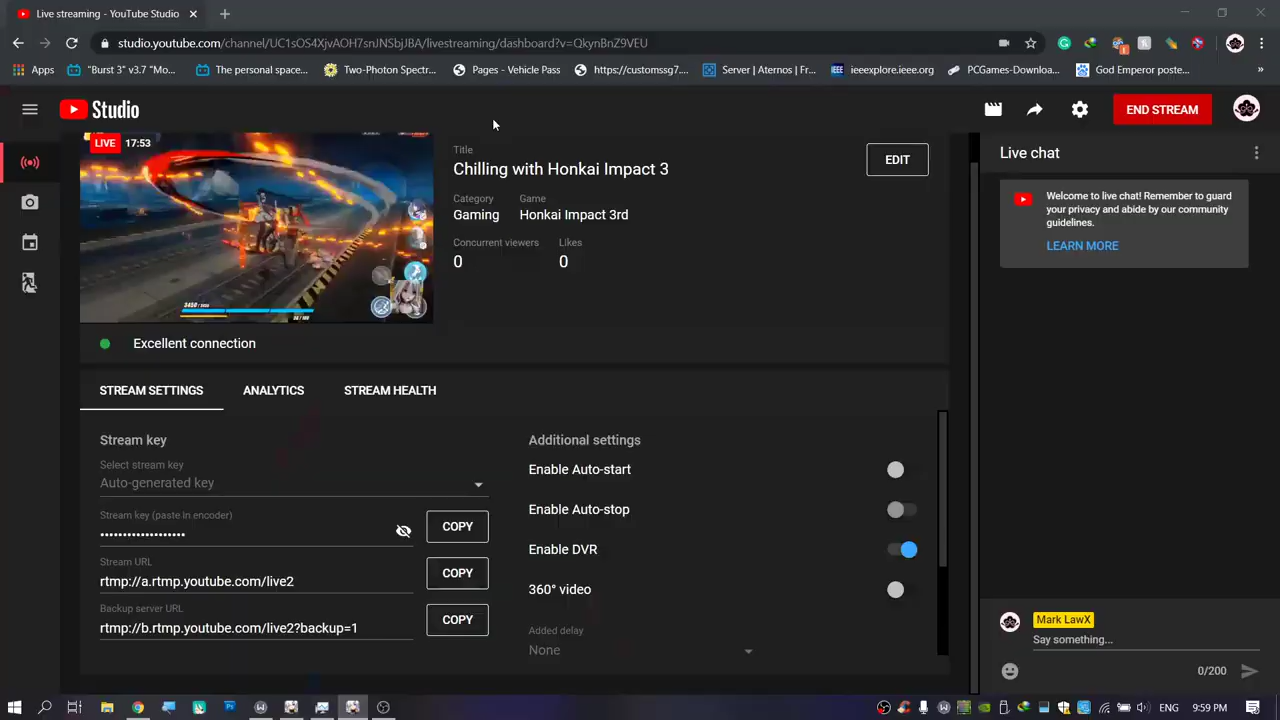 Live streaming - YouTube Studio
studio.youtube.com/channel/UC1sOS4XjvAOH7snJNSbjJBA/livestreaming/dashboard?v=QkynBnZ9VEU
Apps
"Burst 3" v3.7 "Mo...
The personal space...
Two-Photon Spectr...
Pages - Vehicle Pass
https://customssg7....
Server | Aternos | Fr...
ieeexplore.ieee.org
PCGames-Downloa...
God Emperor poste...
»
Studio
END STREAM
LIVE 17:53
Title
Chilling with Honkai Impact 3
EDIT
Category Game
Gaming Honkai Impact 3rd
Concurrent viewers Likes
0 0
Excellent connection
STREAM SETTINGS ANALYTICS STREAM HEALTH
Stream key
Select stream key
Auto-generated key
Stream key (paste in encoder)
COPY
Stream URL
rtmp://a.rtmp.youtube.com/live2
COPY
Backup server URL
rtmp://b.rtmp.youtube.com/live2?backup=1
COPY
Additional settings
Enable Auto-start
Enable Auto-stop
Enable DVR
360° video
Added delay
None
Live chat
Welcome to live chat! Remember to guard
your privacy and abide by our community
guidelines.
LEARN MORE
Mark LawX
Say something...
0/200
ENG 9:59 PM